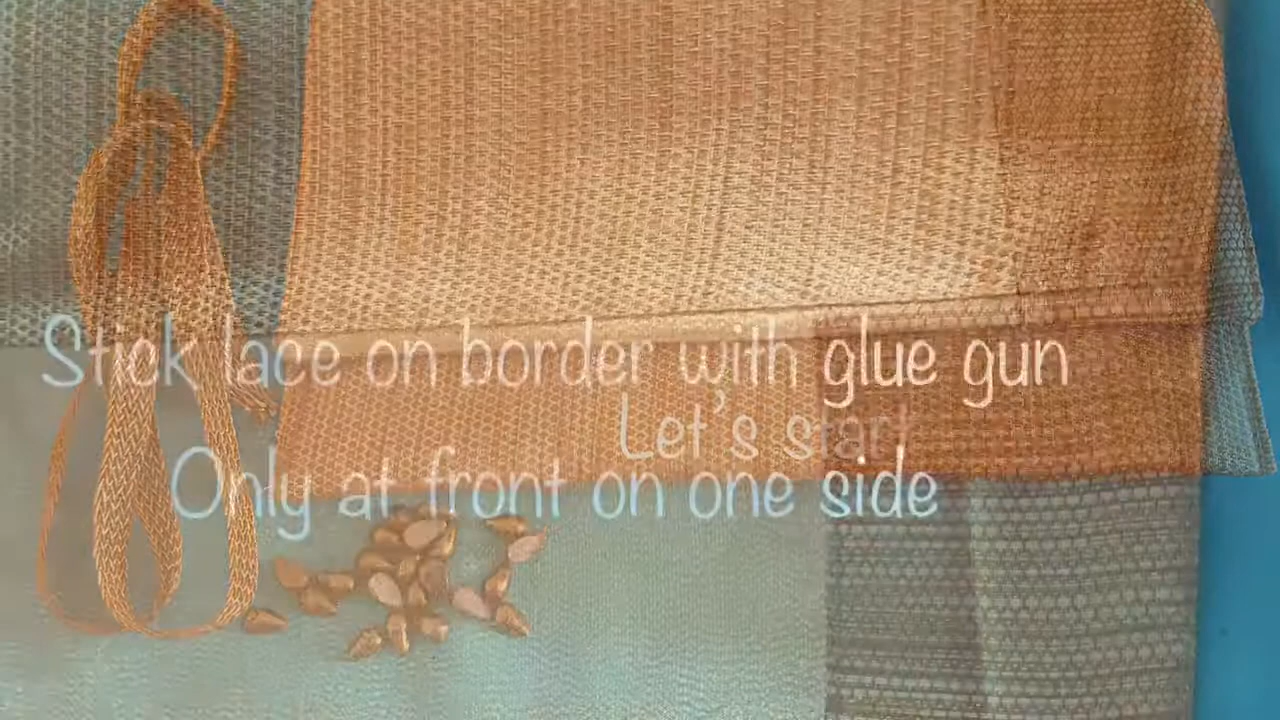 Stick lace on border with glue gun
Let's start
Only at front on one side